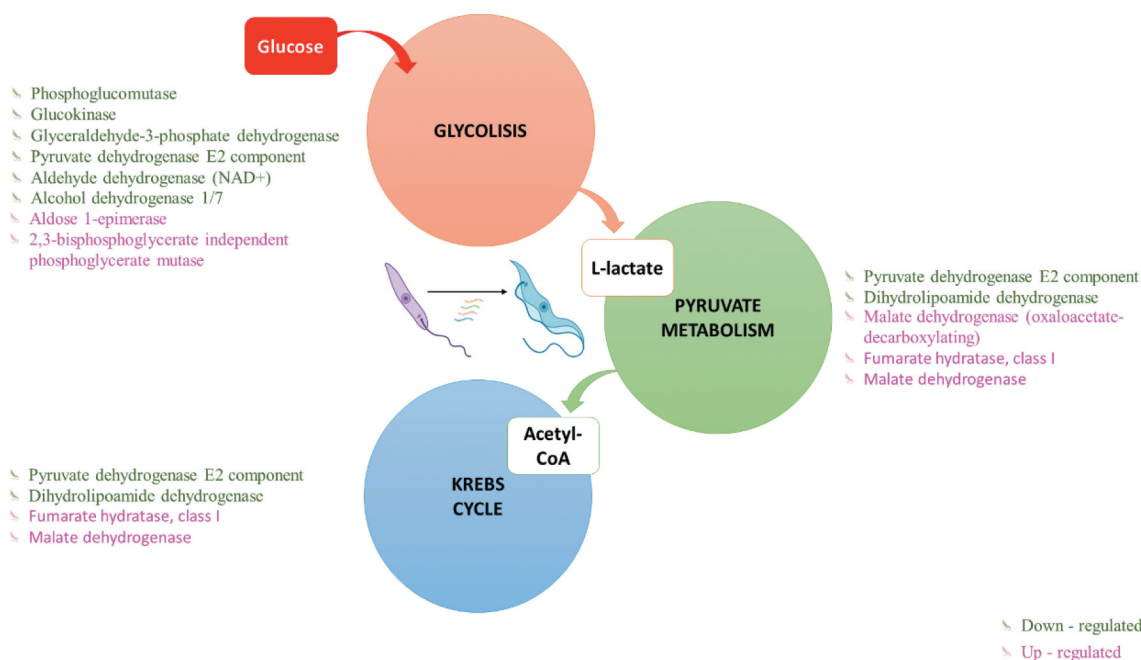 Glucose
Phosphoglucomutase
Glucokinase
Glyceraldehyde-3-phosphate dehydrogenase
Pyruvate dehydrogenase E2 component
Aldehyde dehydrogenase (NAD+)
Alcohol dehydrogenase 1/7
Aldose 1-epimerase
2,3-bisphosphoglycerate independent
phosphoglycerate mutase
GLYCOLISIS
L-lactate
PYRUVATE
METABOLISM
Pyruvate dehydrogenase E2 component
Dihydrolipoamide dehydrogenase
Malate dehydrogenase (oxaloacetate-
decarboxylating)
Fumarate hydratase, class I
Malate dehydrogenase
Acetyl-
CoA
KREBS
CYCLE
Pyruvate dehydrogenase E2 component
Dihydrolipoamide dehydrogenase
Fumarate hydratase, class I
Malate dehydrogenase
Down - regulated
Up - regulated